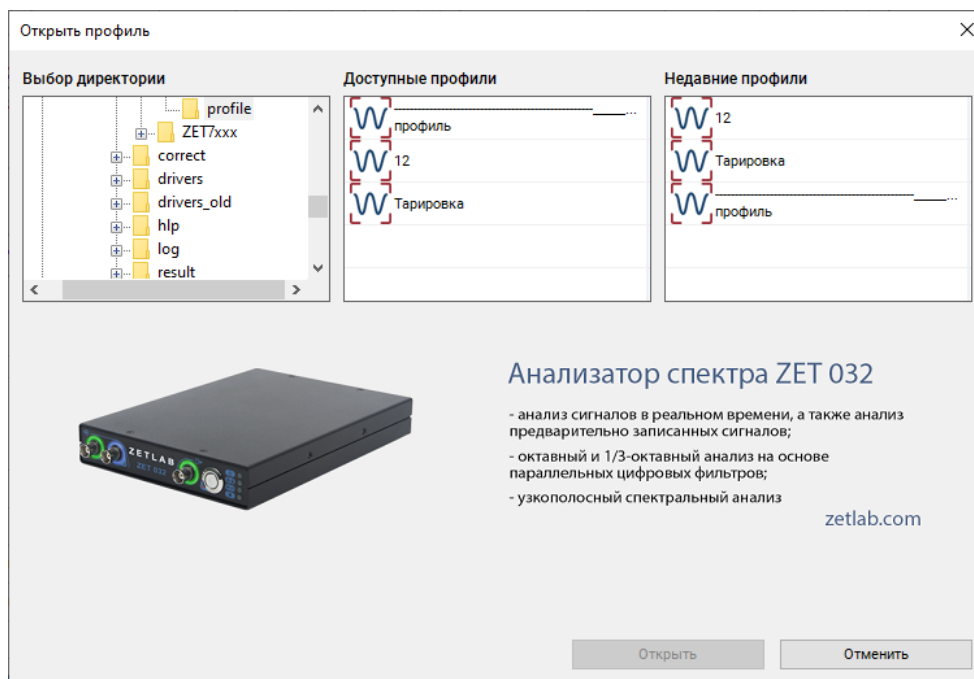 Открыть профиль
Выбор директории
profile
ZET7xxx
correct
drivers
drivers_old
hlp
log
result
Доступные профили
_____...
профиль
12
Тарировка
Недавние профили
12
Тарировка
_____...
профиль
ZETLAB
ZET 032
Анализатор спектра ZET 032
- анализ сигналов в реальном времени, а также анализ
предварительно записанных сигналов;
- октавный и 1/3-октавный анализ на основе
параллельных цифровых фильтров;
- узкополосный спектральный анализ
zetlab.com
Открыть
Отменить